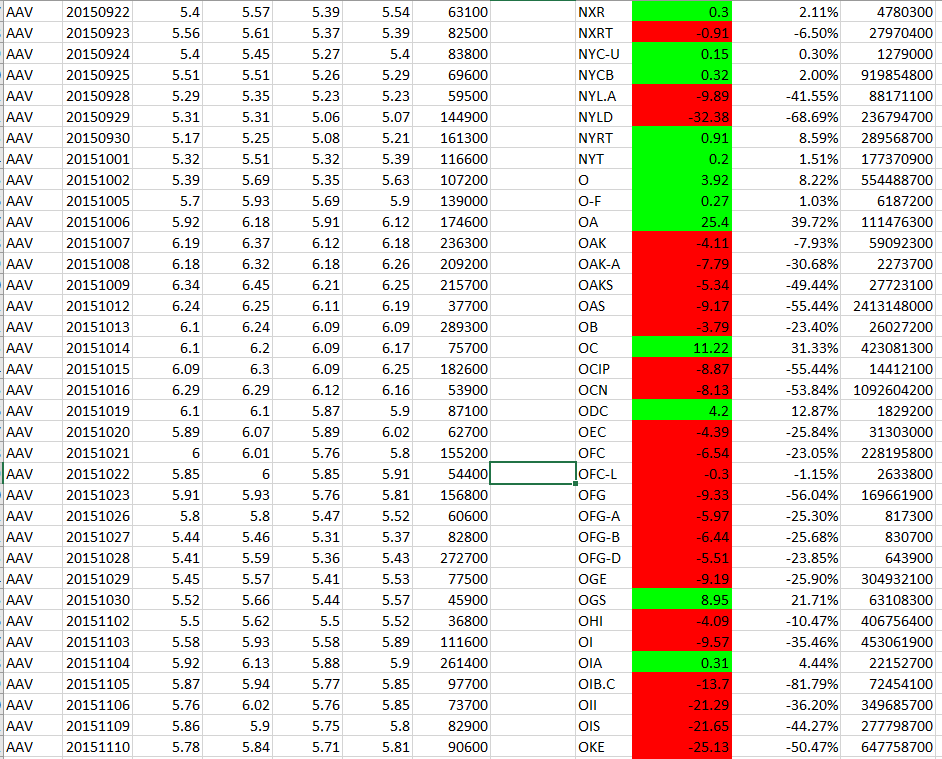 AAV 20150922 5.4 5.57 5.39 5.54 63100 NXR 0.3 2.11% 4780300
AAV 20150923 5.56 5.61 5.37 5.39 82500 NXRT -0.91 -6.50% 27970400
AAV 20150924 5.4 5.45 5.27 5.4 83800 NYC-U 0.15 0.30% 1279000
AAV 20150925 5.51 5.51 5.26 5.29 69600 NYCB 0.32 2.00% 919854800
AAV 20150928 5.29 5.35 5.23 5.23 59500 NYL.A -9.89 -41.55% 88171100
AAV 20150929 5.31 5.31 5.06 5.07 144900 NYLD -32.38 -68.69% 236794700
AAV 20150930 5.17 5.25 5.08 5.21 161300 NYRT 0.91 8.59% 289568700
AAV 20151001 5.32 5.51 5.32 5.39 116600 NYT 0.2 1.51% 177370900
AAV 20151002 5.39 5.69 5.35 5.63 107200 O 3.92 8.22% 554488700
AAV 20151005 5.7 5.93 5.69 5.9 139000 O-F 0.27 1.03% 6187200
AAV 20151006 5.92 6.18 5.91 6.12 174600 OA 25.4 39.72% 111476300
AAV 20151007 6.19 6.37 6.12 6.18 236300 OAK -4.11 -7.93% 59092300
AAV 20151008 6.18 6.32 6.18 6.26 209200 OAK-A -7.79 -30.68% 2273700
AAV 20151009 6.34 6.45 6.21 6.25 215700 OAKS -5.34 -49.44% 27723100
AAV 20151012 6.24 6.25 6.11 6.19 37700 OAS -9.17 -55.44% 2413148000
AAV 20151013 6.1 6.24 6.09 6.09 289300 OB -3.79 -23.40% 26027200
AAV 20151014 6.1 6.2 6.09 6.17 75700 OC 11.22 31.33% 423081300
AAV 20151015 6.09 6.3 6.09 6.25 182600 OCIP -8.87 -55.44% 14412100
AAV 20151016 6.29 6.29 6.12 6.16 53900 OCN -8.13 -53.84% 1092604200
AAV 20151019 6.1 6.1 5.87 5.9 87100 ODC 4.2 12.87% 1829200
AAV 20151020 5.89 6.07 5.89 6.02 62700 OEC -4.39 -25.84% 31303000
AAV 20151021 6 6.01 5.76 5.8 155200 OFC -6.54 -23.05% 228195800
AAV 20151022 5.85 6 5.85 5.91 54400 OFC-L -0.3 -1.15% 2633800
AAV 20151023 5.91 5.93 5.76 5.81 156800 OFG -9.33 -56.04% 169661900
AAV 20151026 5.8 5.8 5.47 5.52 60600 OFG-A -5.97 -25.30% 817300
AAV 20151027 5.44 5.46 5.31 5.37 82800 OFG-B -6.44 -25.68% 830700
AAV 20151028 5.41 5.59 5.36 5.43 272700 OFG-D -5.51 -23.85% 643900
AAV 20151029 5.45 5.57 5.41 5.53 77500 OGE -9.19 -25.90% 304932100
AAV 20151030 5.52 5.66 5.44 5.57 45900 OGS 8.95 21.71% 63108300
AAV 20151102 5.5 5.62 5.5 5.52 36800 OHI -4.09 -10.47% 406756400
AAV 20151103 5.58 5.93 5.58 5.89 111600 OI -9.57 -35.46% 453061900
AAV 20151104 5.92 6.13 5.88 5.9 261400 OIA 0.31 4.44% 22152700
AAV 20151105 5.87 5.94 5.77 5.85 97700 OIB.C -13.7 -81.79% 72454100
AAV 20151106 5.76 6.02 5.76 5.85 73700 OII -21.29 -36.20% 349685700
AAV 20151109 5.86 5.9 5.75 5.8 82900 OIS -21.65 -44.27% 277798700
AAV 20151110 5.78 5.84 5.71 5.81 90600 OKE -25.13 -50.47% 647758700